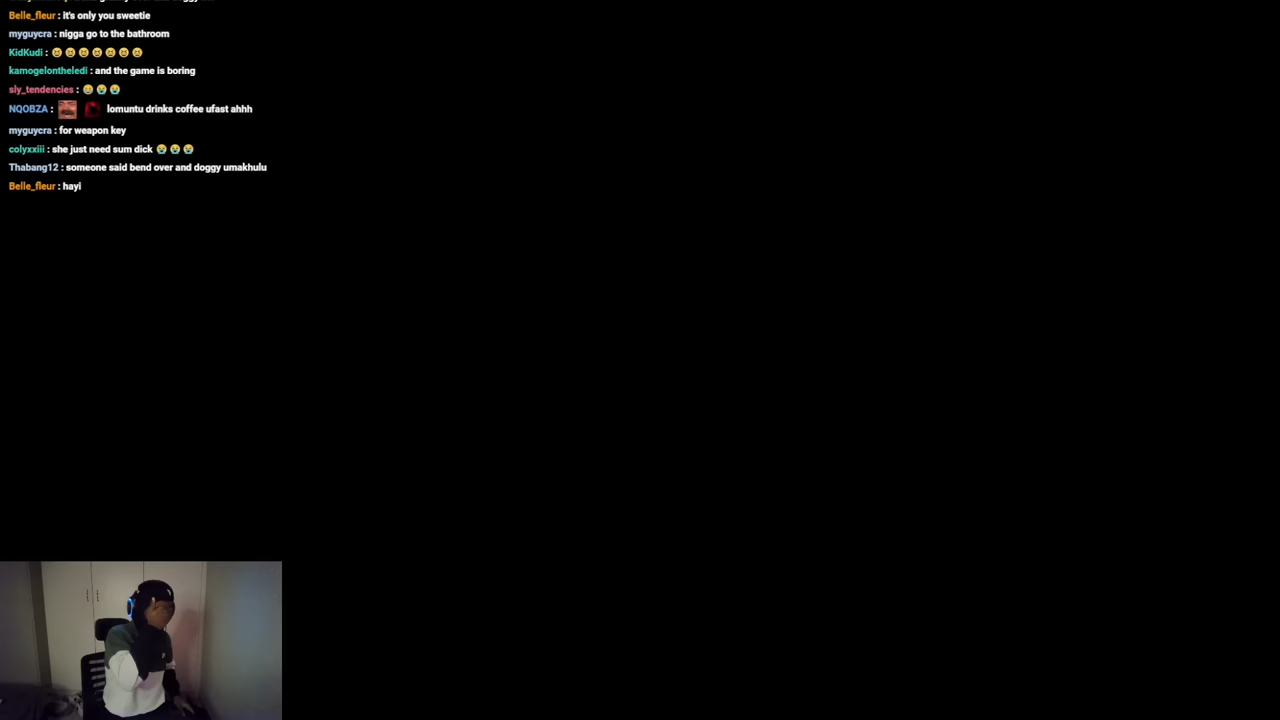 Belle_fleur : it's only you sweetie
myguycra : nigga go to the bathroom
KidKudi : 😖 😖 😖 😖 😖 😖 😖
kamogelontheledi : and the game is boring
sly_tendencies : 😭 😭 😭
NQOBZA : lomuntu drinks coffee ufast ahhh
myguycra : for weapon key
colyxxiii : she just need sum dick 😭 😭 😭
Thabang12 : someone said bend over and doggy umakhulu
Belle_fleur : hayi